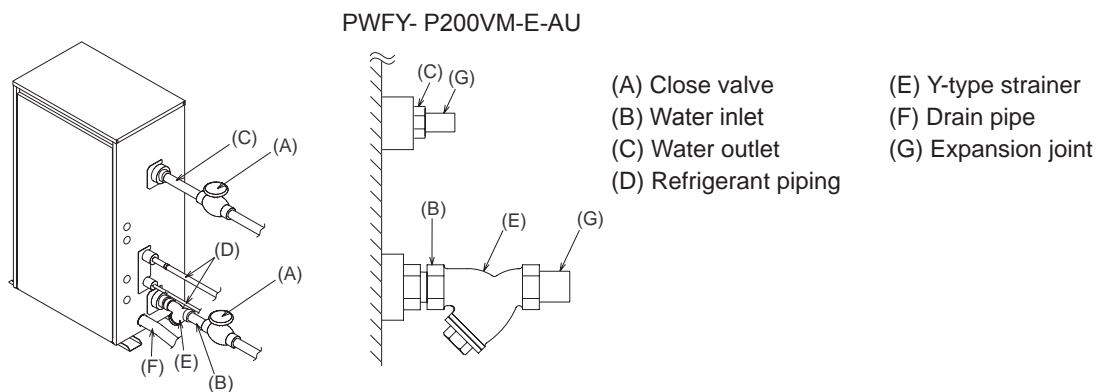 PWFY- P200VM-E-AU
(C)
(A)
(D)
(A)
(F)
(E)
(B)
(C)
(G)
(B)
(E)
(G)
(A) Close valve
(B) Water inlet
(C) Water outlet
(D) Refrigerant piping
(E) Y-type strainer
(F) Drain pipe
(G) Expansion joint